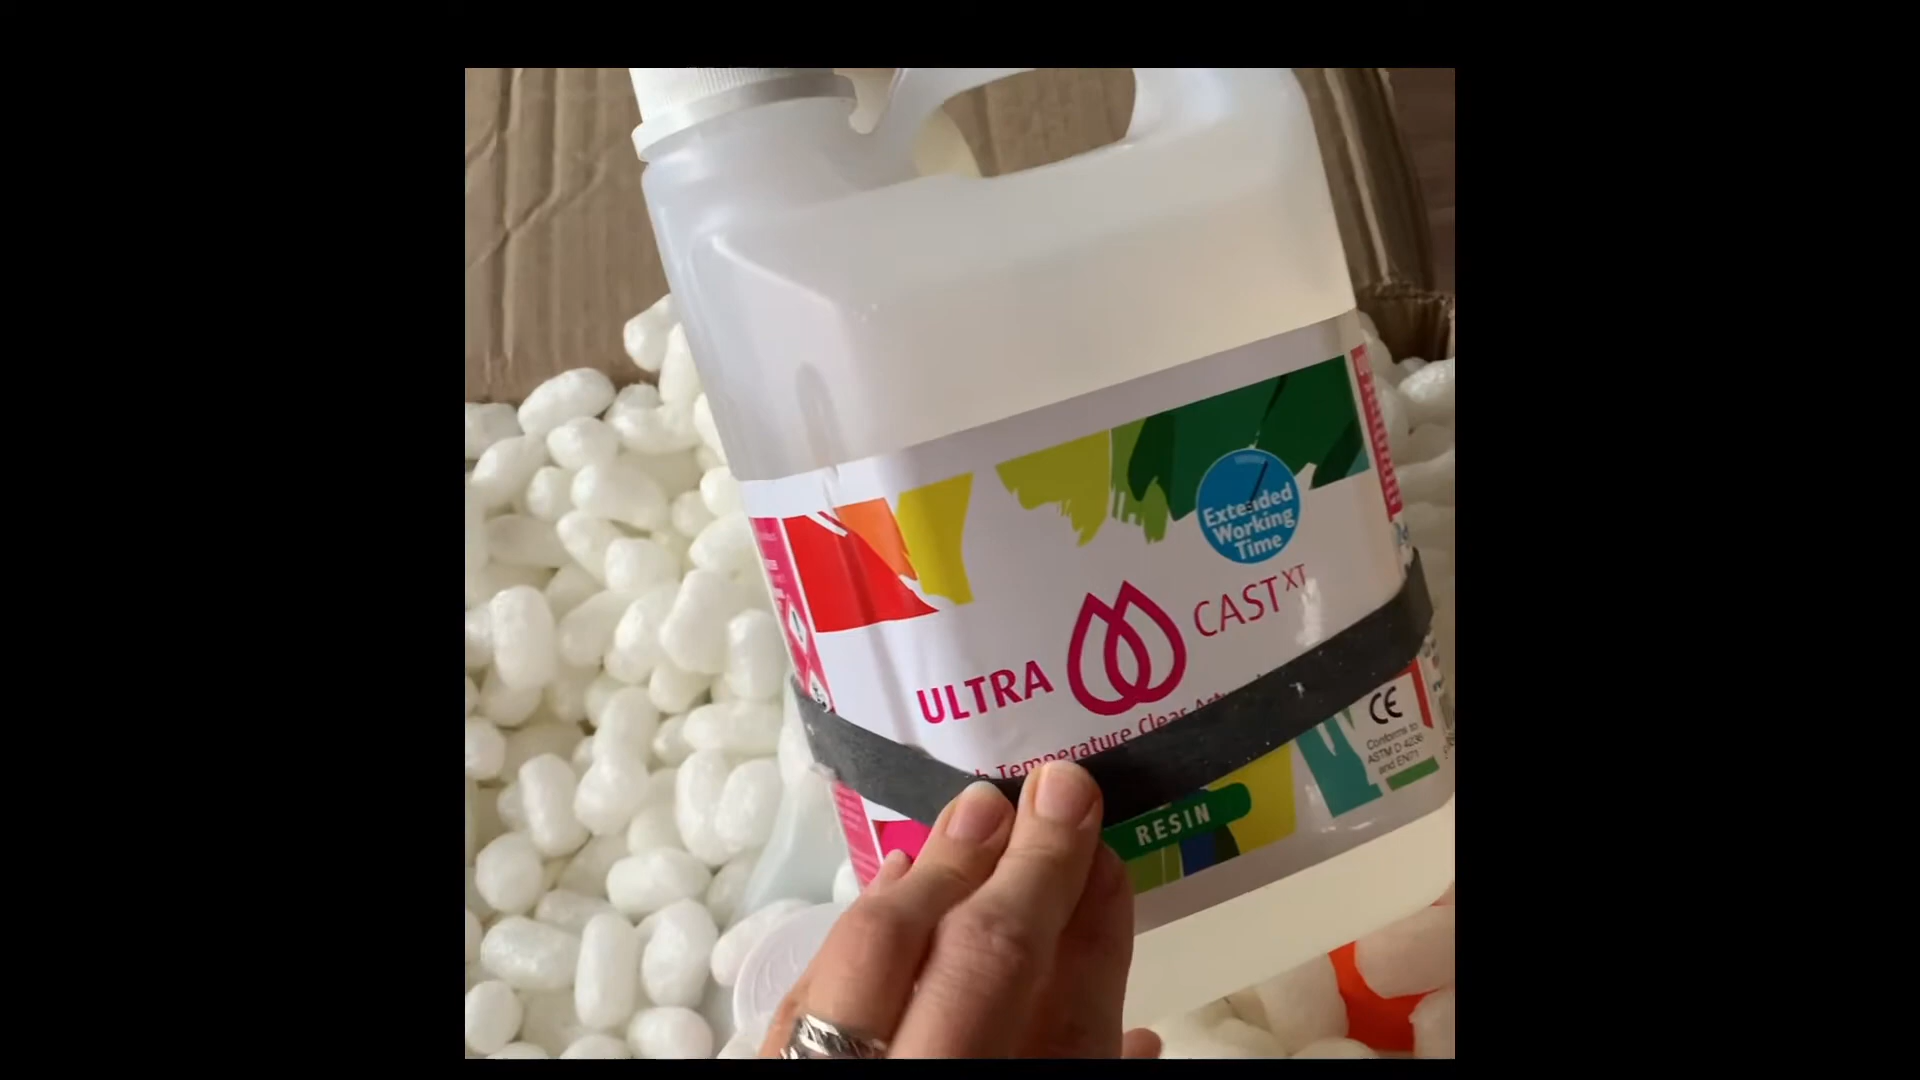 Extended
Working
Time
ULTRA CAST XT
Temperature Clear
RESIN
CE
Conforms to
ASTM D-4236
and EN71